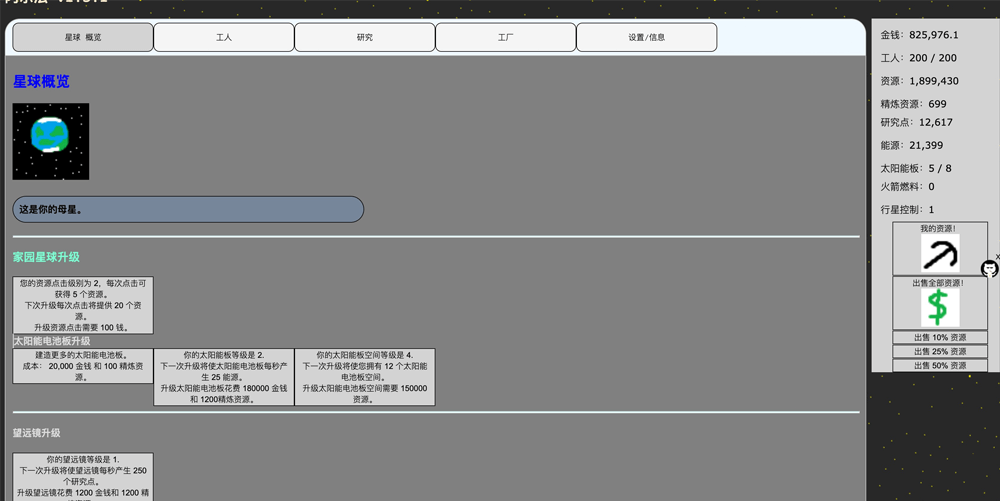 星球 概览
工人
研究
工厂
设置/信息
星球概览
这是你的母星。
家园星球升级
您的资源点击级别为 2，每次点击可
获得 5 个资源。
下次升级每次点击将提供 20 个资
源。
升级资源点击需要 100 钱。
太阳能电池板升级
建造更多的太阳能电池板。
成本： 20,000 金钱 和 100 精炼资
源。
你的太阳能板等级是 2.
下一次升级将使太阳能电池板每秒产
生 25 能源。
升级太阳能电池板花费 180000 金钱
和 1200精炼资源。
你的太阳能板空间等级是 4.
下一次升级将使您拥有 12 个太阳能
电池板空间。
升级太阳能电池板空间需要 150000
资源。
望远镜升级
你的望远镜等级是 1.
下一次升级将使望远镜每秒产生 250
个研究点。
升级望远镜花费 1200 金钱和 1200 精
金钱：825,976.1
工人：200 / 200
资源：1,899,430
精炼资源：699
研究点：12,617
能源：21,399
太阳能板：5 / 8
火箭燃料：0
行星控制：1
我的资源！
x
出售全部资源！
$
出售 10% 资源
出售 25% 资源
出售 50% 资源